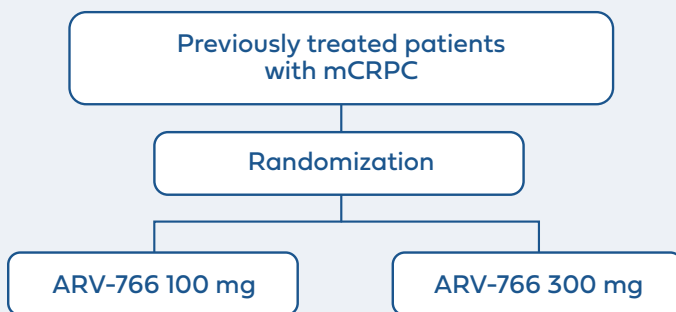 Previously treated patients
with mCRPC
Randomization
ARV-766 100 mg
ARV-766 300 mg